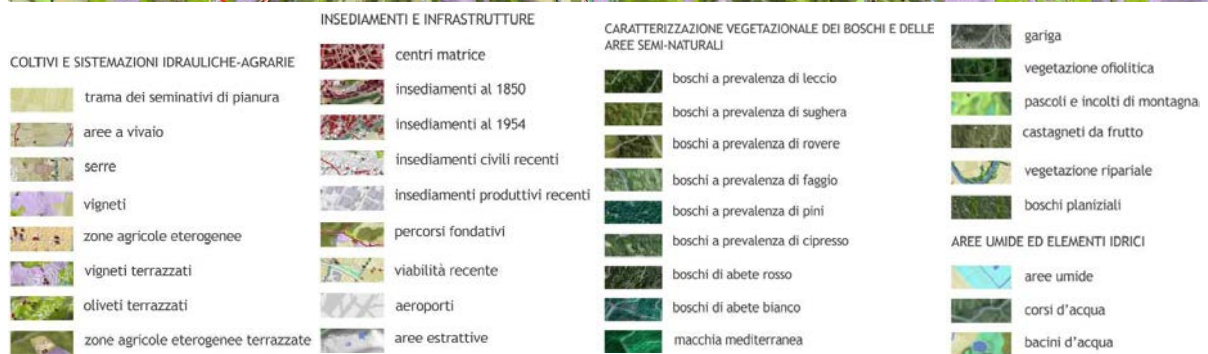 COLTIVI E SISTEMAZIONI IDRAULICHE-AGRARIE
trama dei seminativi di pianura
aree a vivaio
serre
vigneti
zone agricole eterogenee
vigneti terrazzati
oliveti terrazzati
zone agricole eterogenee terrazzate
INSEDIAMENTI E INFRASTRUTTURE
centri matrice
insediamenti al 1850
insediamenti al 1954
insediamenti civili recenti
insediamenti produttivi recenti
percorsi fondativi
viabilità recente
aeroporti
aree estrattive
CARATTERIZZAZIONE VEGETAZIONALE DEI BOSCHI E DELLE
AREE SEMI-NATURALI
boschi a prevalenza di leccio
boschi a prevalenza di sughera
boschi a prevalenza di rovere
boschi a prevalenza di faggio
boschi a prevalenza di pini
boschi a prevalenza di cipresso
boschi di abete rosso
boschi di abete bianco
macchia mediterranea
gariga
vegetazione ofiolitica
pascoli e incolti di montagna
castagneti da frutto
vegetazione ripariale
boschi planiziali
AREE UMIDE ED ELEMENTI IDRICI
aree umide
corsi d'acqua
bacini d'acqua